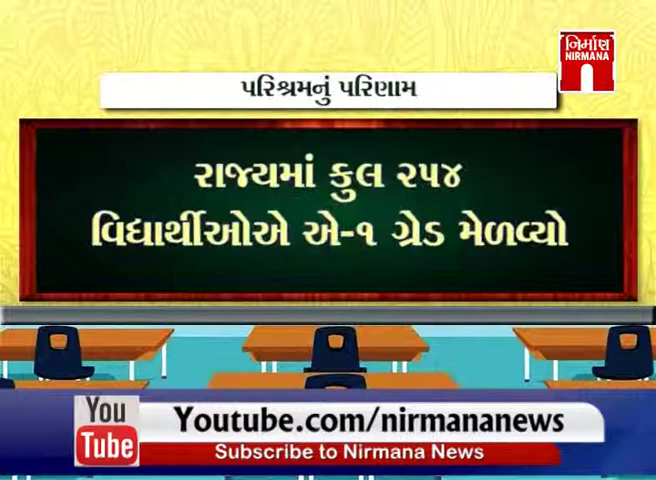 નિર્માણ
NIRMANA
પરિશ્રમનું પરિણામ
રાજ્યમાં કુલ ૨૫૪
વિદ્યાર્થીઓએ એ-૧ ગ્રેડ મેળવ્યો
You
Tube
Youtube.com/nirmananews
Subscribe to Nirmana News